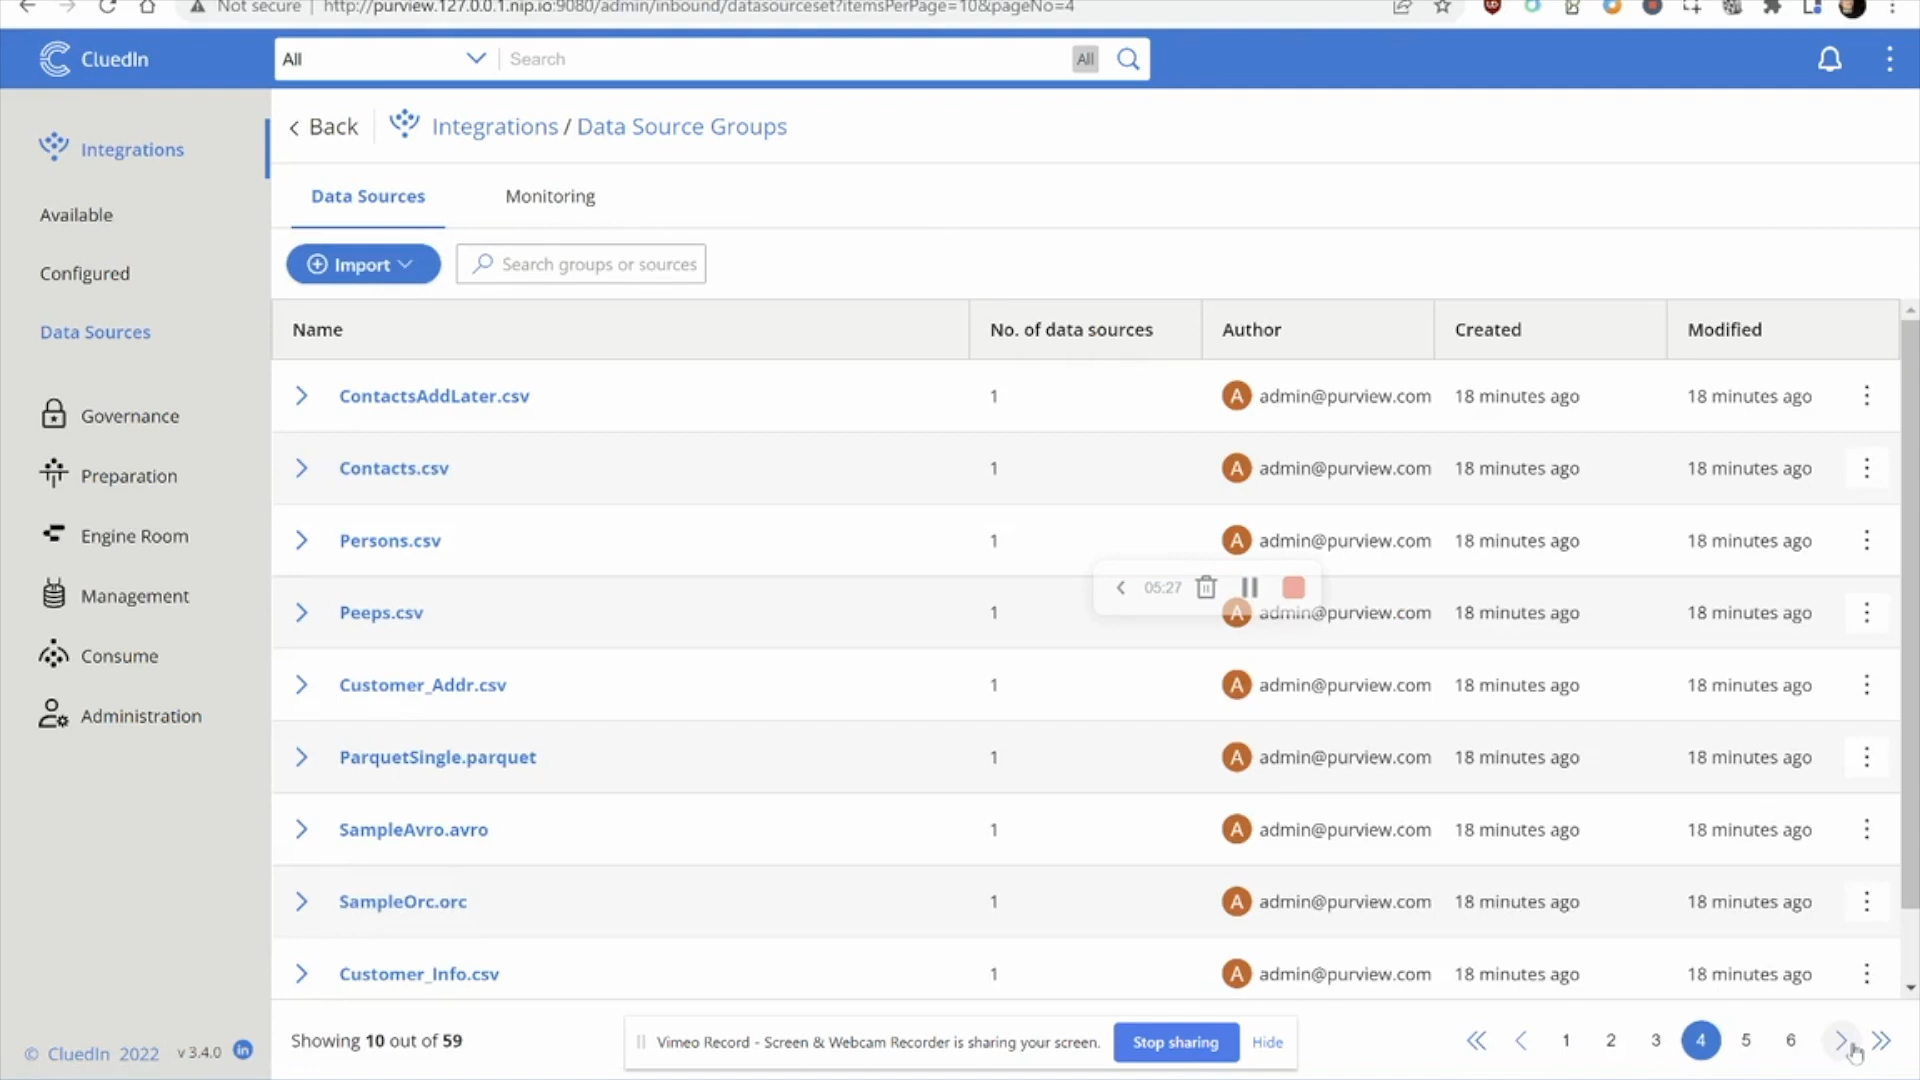 Not secure | http://purview.127.0.0.1.nip.io:9080/admin/inbound/datasourceset?itemsPerPage=10&pageNo=4
CluedIn
All
Search
All
Integrations
Available
Configured
Data Sources
Governance
Preparation
Engine Room
Management
Consume
Administration
© CluedIn 2022 v 3.4.0 in
Back
Integrations / Data Source Groups
Data Sources Monitoring
Import
Search groups or sources
Name No. of data sources Author Created Modified
ContactsAddLater.csv 1 A admin@purview.com 18 minutes ago 18 minutes ago
Contacts.csv 1 A admin@purview.com 18 minutes ago 18 minutes ago
Persons.csv 1 A admin@purview.com 18 minutes ago 18 minutes ago
05:27
Peeps.csv 1 A admin@purview.com 18 minutes ago 18 minutes ago
Customer_Addr.csv 1 A admin@purview.com 18 minutes ago 18 minutes ago
ParquetSingle.parquet 1 A admin@purview.com 18 minutes ago 18 minutes ago
SampleAvro.avro 1 A admin@purview.com 18 minutes ago 18 minutes ago
SampleOrc.orc 1 A admin@purview.com 18 minutes ago 18 minutes ago
Customer_Info.csv 1 A admin@purview.com 18 minutes ago 18 minutes ago
Showing 10 out of 59
Vimeo Record - Screen & Webcam Recorder is sharing your screen. Stop sharing Hide
1 2 3 4 5 6